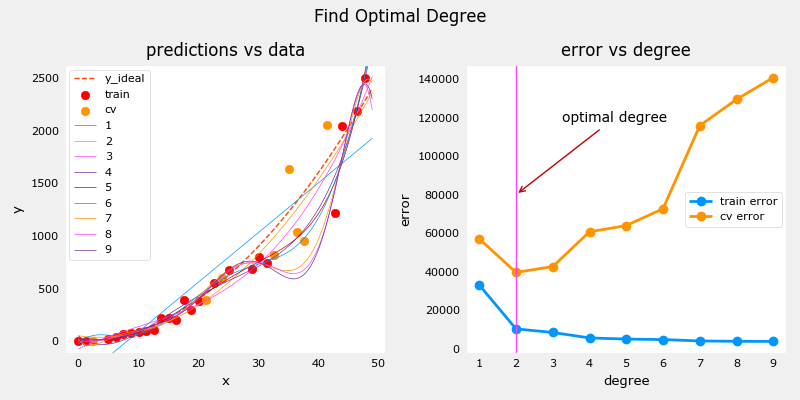 Find Optimal Degree
predictions vs data
y
2500
2000
1500
1000
500
0
y_ideal
train
cv
1
2
3
4
5
6
7
8
9
0 10 20 30 40 50
x
error vs degree
error
140000
120000
100000
80000
60000
40000
20000
0
optimal degree
train error
cv error
1 2 3 4 5 6 7 8 9
degree